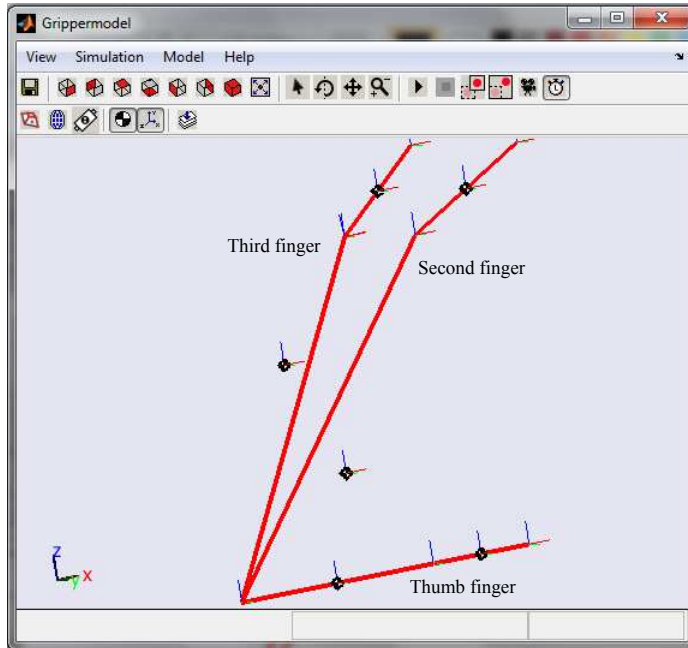 Grippermodel
View Simulation Model Help
Third finger
Second finger
Thumb finger
Z
Y X